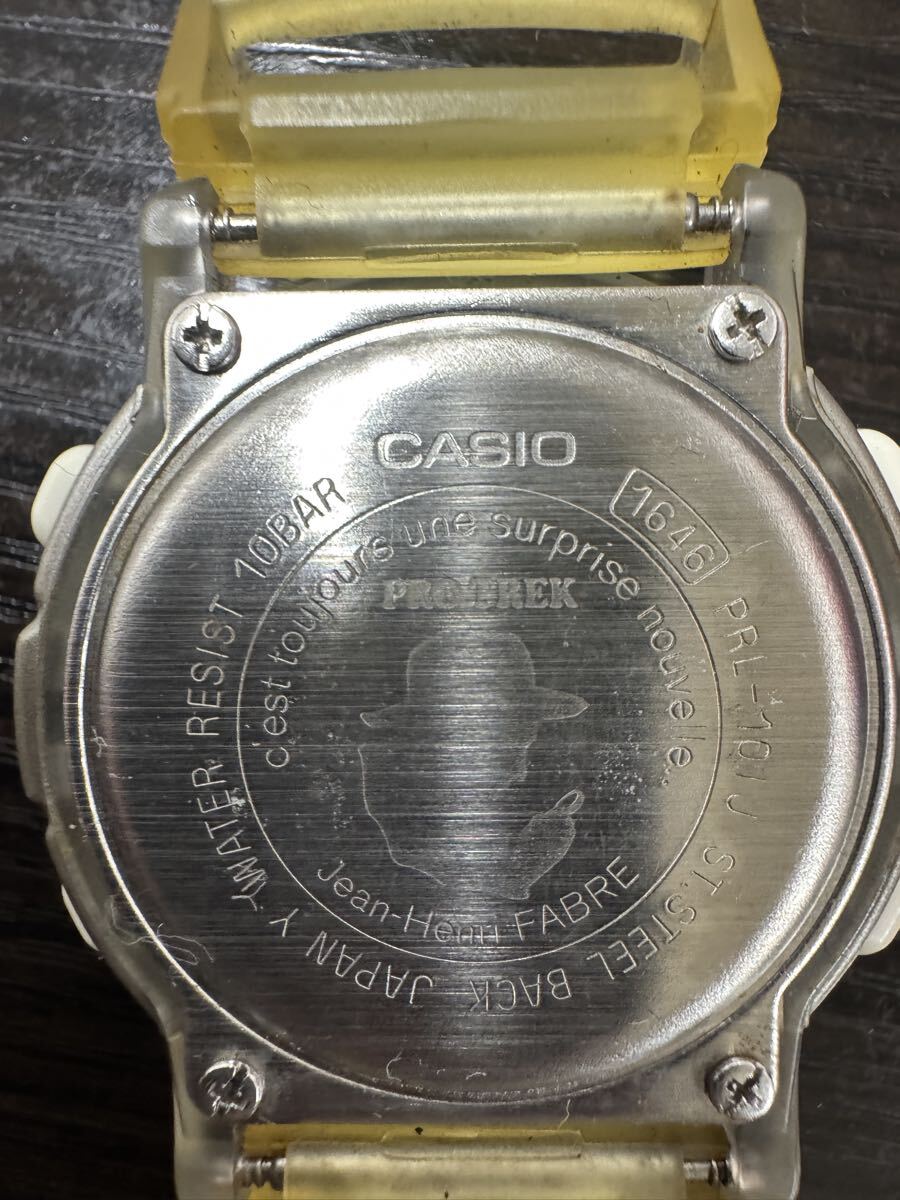 CASIO
1646
PRL-10J ST.STEEL BACK JAPAN Y WATER RESIST 10BAR
c'est toujours une surprise nouvelle..
PRO TREK
Jean-Henri FABRE